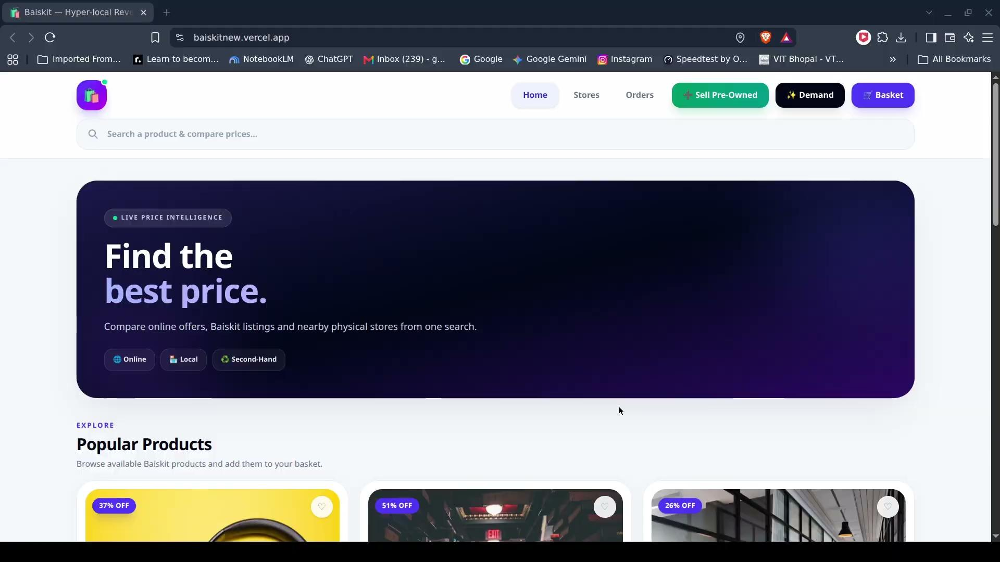 Baiskit — Hyper-local Reve
baiskitnew.vercel.app
Imported From...
Learn to becom...
NotebookLM
ChatGPT
Inbox (239) - g...
Google
Google Gemini
Instagram
Speedtest by O...
VIT Bhopal - VT...
»
All Bookmarks
Home
Stores
Orders
Sell Pre-Owned
Demand
Basket
Search a product & compare prices...
LIVE PRICE INTELLIGENCE
Find the
best price.
Compare online offers, Baiskit listings and nearby physical stores from one search.
Online
Local
Second-Hand
EXPLORE
Popular Products
Browse available Baiskit products and add them to your basket.
37% OFF
51% OFF
26% OFF
EXIT